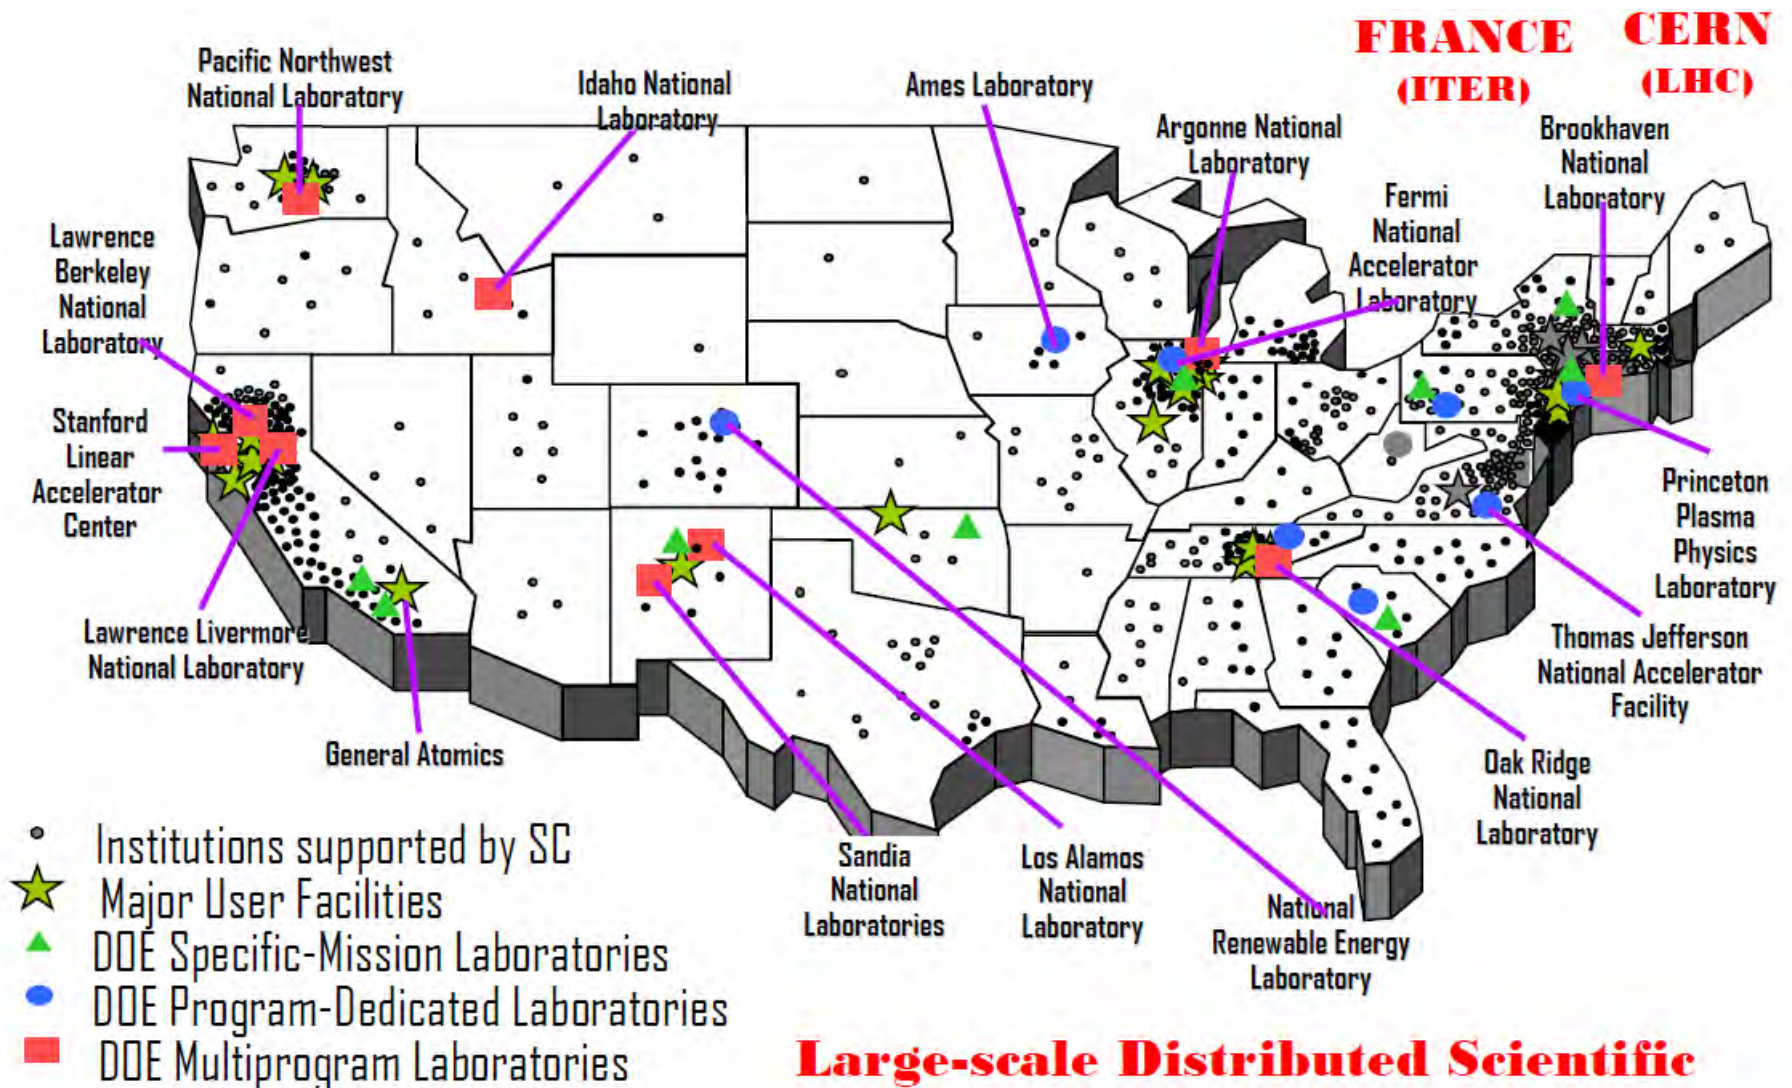 FRANCE
(ITER)
CERN
(LHC)
Pacific Northwest
National Laboratory
Idaho National
Laboratory
Ames Laboratory
Argonne National
Laboratory
Brookhaven
National
Laboratory
Fermi
National
Accelerator
Laboratory
Lawrence
Berkeley
National
Laboratory
Stanford
Linear
Accelerator
Center
Lawrence Livermore
National Laboratory
General Atomics
Princeton
Plasma
Physics
Laboratory
Thomas Jefferson
National Accelerator
Facility
Oak Ridge
National
Laboratory
Sandia
National
Laboratories
Los Alamos
National
Laboratory
National
Renewable Energy
Laboratory
Institutions supported by SC
Major User Facilities
DOE Specific-Mission Laboratories
DOE Program-Dedicated Laboratories
DOE Multiprogram Laboratories
Large-scale Distributed Scientific